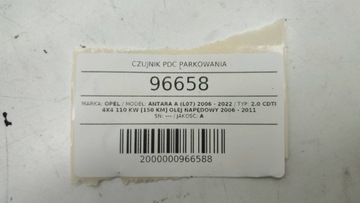 CZUJNIK PDC PARKOWANIA
96658
MARKA: OPEL / MODEL: ANTARA A (L07) 2006 - 2022 / TYP: 2.0 CDTI
4X4 110 KW [150 KM] OLEJ NAPĘDOWY 2006 - 2011
SN: --- / JAKOŚĆ: A
2000000966588